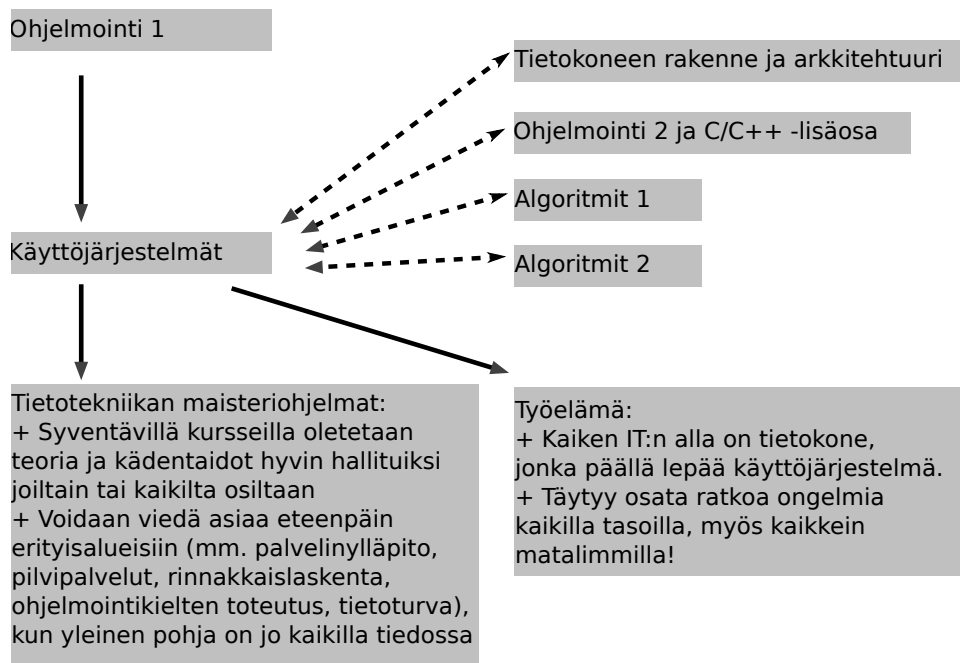 Ohjelmointi 1
Tietokoneen rakenne ja arkkitehtuuri
Ohjelmointi 2 ja C/C++ -lisäosa
Algoritmit 1
Käyttöjärjestelmät
Algoritmit 2
Tietotekniikan maisteriohjelmat:
+ Syventävillä kursseilla oletetaan
teoria ja kädentaidot hyvin hallituiksi
joiltain tai kaikilta osiltaan
+ Voidaan viedä asiaa eteenpäin
erityisalueisiin (mm. palvelinylläpito,
pilvipalvelut, rinnakkaislaskenta,
ohjelmointikielten toteutus, tietoturva),
kun yleinen pohja on jo kaikilla tiedossa
Työelämä:
+ Kaiken IT:n alla on tietokone,
jonka päällä lepää käyttöjärjestelmä.
+ Täytyy osata ratkoa ongelmia
kaikilla tasoilla, myös kaikkein
matalimmilla!